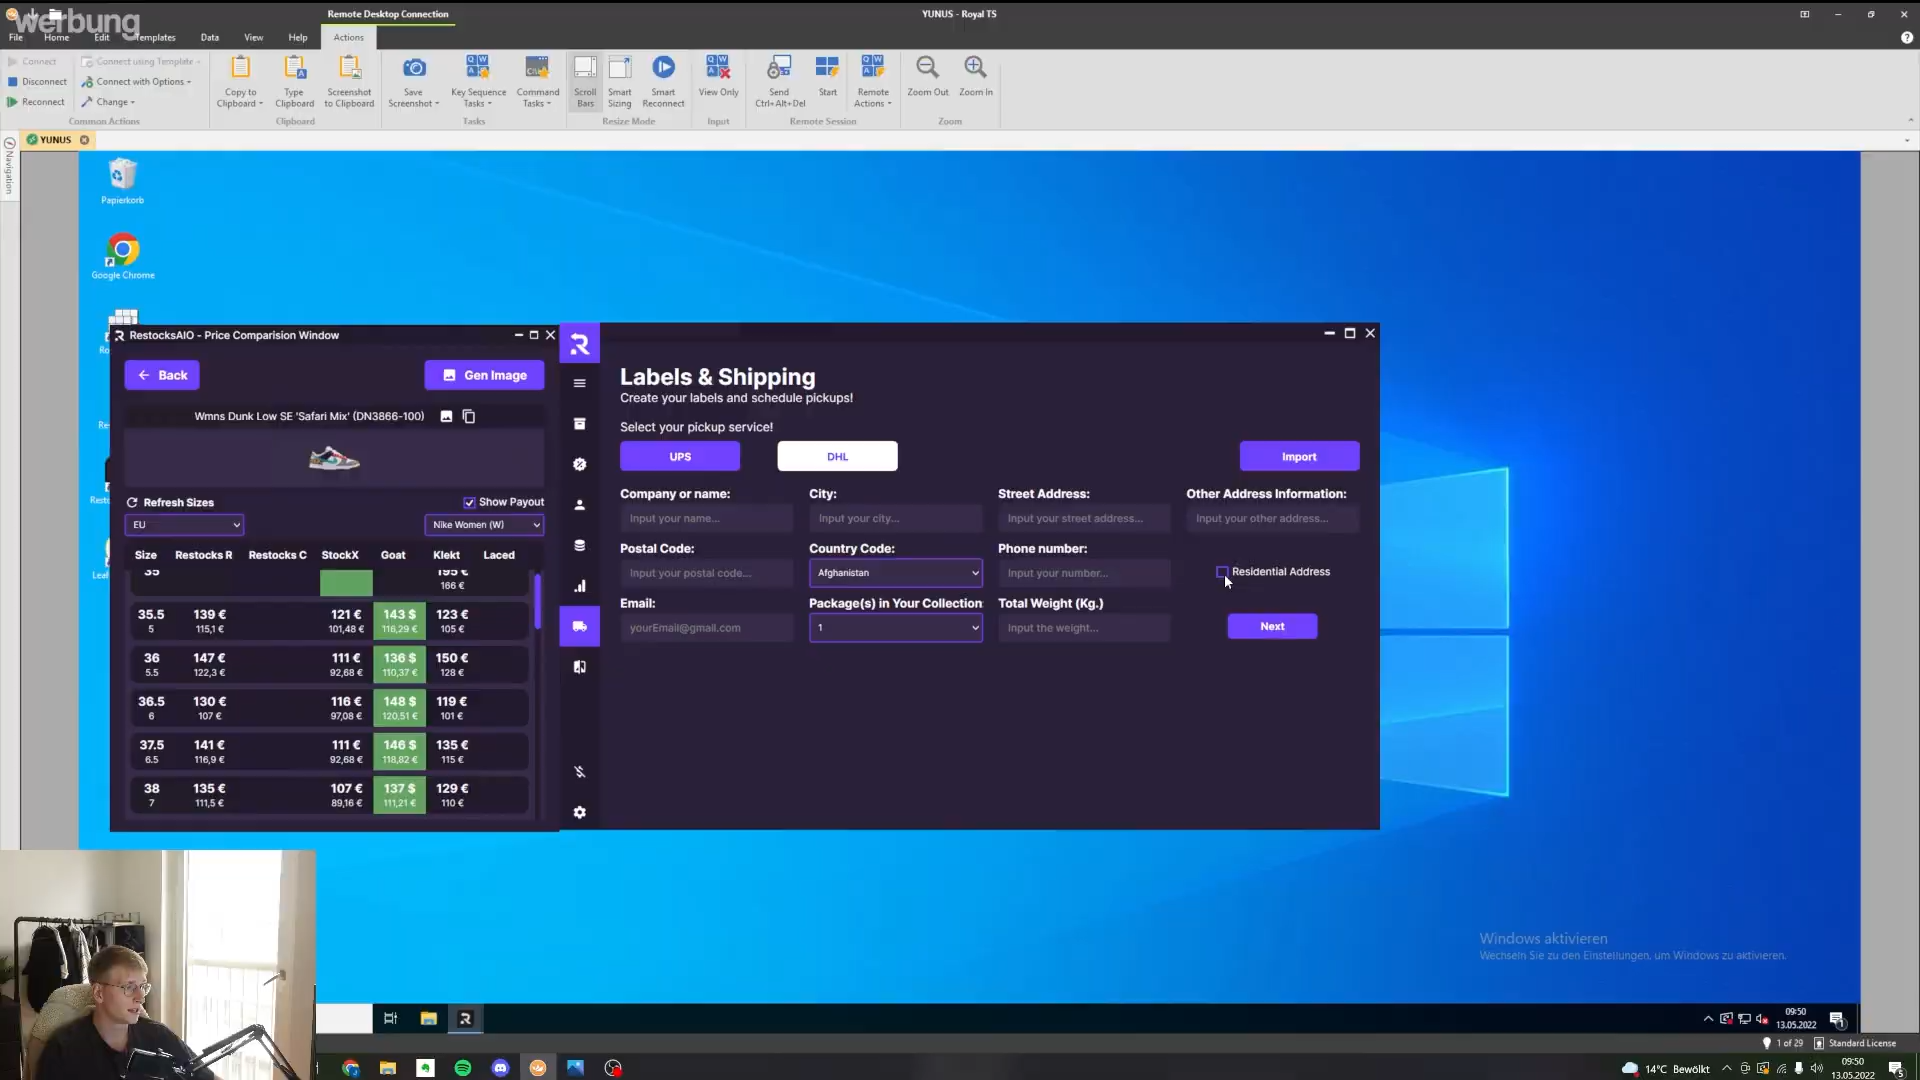 werbung
Remote Desktop Connection
YUNUS - Royal TS
File
Home
Edit
Templates
Data
View
Help
Actions
Connect
Disconnect
Reconnect
Connect using Template
Connect with Options
Change
Common Actions
Copy to
Clipboard
Type
Clipboard
Screenshot
to Clipboard
Clipboard
Save
Screenshot
Key Sequence
Tasks
Command
Tasks
Tasks
Scroll
Bars
Smart
Sizing
Smart
Reconnect
Resize Mode
View Only
Input
Send
Ctrl+Alt+Del
Start
Remote
Actions
Remote Session
Zoom Out
Zoom In
Zoom
YUNUS
Navigation
Papierkorb
Google Chrome
RestocksAIO - Price Comparision Window
Back
Gen Image
Wmns Dunk Low SE 'Safari Mix' (DN3866-100)
Refresh Sizes
Show Payout
EU
Nike Women (W)
Size Restocks R Restocks C StockX Goat Klekt Laced
35 195 €
166 €
35.5 139 € 121 € 143 $ 123 €
5 115,1 € 101,48 € 116,29 € 105 €
36 147 € 111 € 136 $ 150 €
5.5 122,3 € 92,68 € 110,37 € 128 €
36.5 130 € 116 € 148 $ 119 €
6 107 € 97,08 € 120,51 € 101 €
37.5 141 € 111 € 146 $ 135 €
6.5 116,9 € 92,68 € 118,82 € 115 €
38 135 € 107 € 137 $ 129 €
7 111,5 € 89,16 € 111,21 € 110 €
Labels & Shipping
Create your labels and schedule pickups!
Select your pickup service!
UPS
DHL
Import
Company or name: City: Street Address: Other Address Information:
Input your name... Input your city... Input your street address... Input your other address...
Postal Code: Country Code: Phone number:
Input your postal code... Afghanistan Input your number... Residential Address
Email: Package(s) in Your Collection: Total Weight (Kg.)
yourEmail@gmail.com 1 Input the weight... Next
Windows aktivieren
Wechseln Sie zu den Einstellungen, um Windows zu aktivieren.
09:50
13.05.2022
1 of 29 Standard License
14°C Bewölkt
09:50
13.05.2022